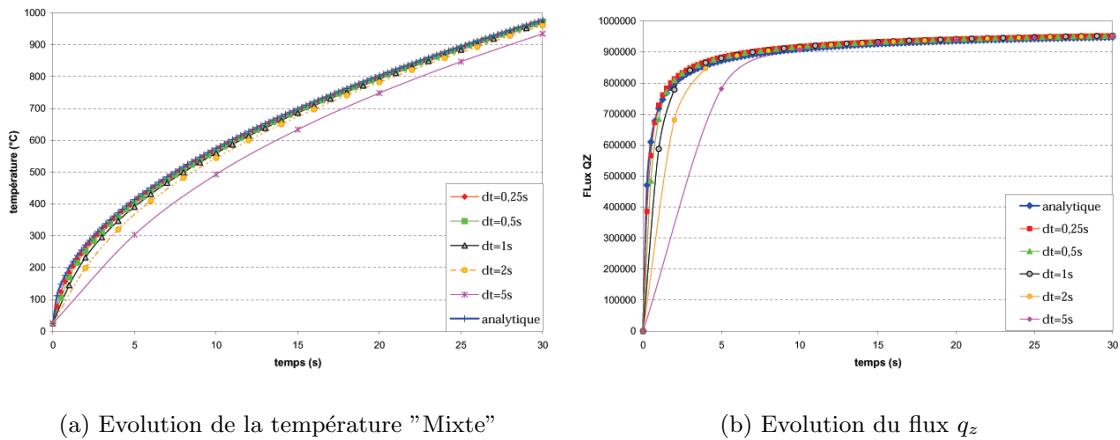 1000
900
800
700
600
500
400
300
200
100
0
température (°C)
0 5 10 15 20 25 30
temps (s)
dt=0,25s
dt=0,5s
dt=1s
dt=2s
dt=5s
analytique
(a) Evolution de la température ”Mixte”
1000000
900000
800000
700000
600000
500000
400000
300000
200000
100000
0
FLux QZ
0 5 10 15 20 25 30
temps (s)
analytique
dt=0,25s
dt=0,5s
dt=1s
dt=2s
dt=5s
(b) Evolution du flux qz